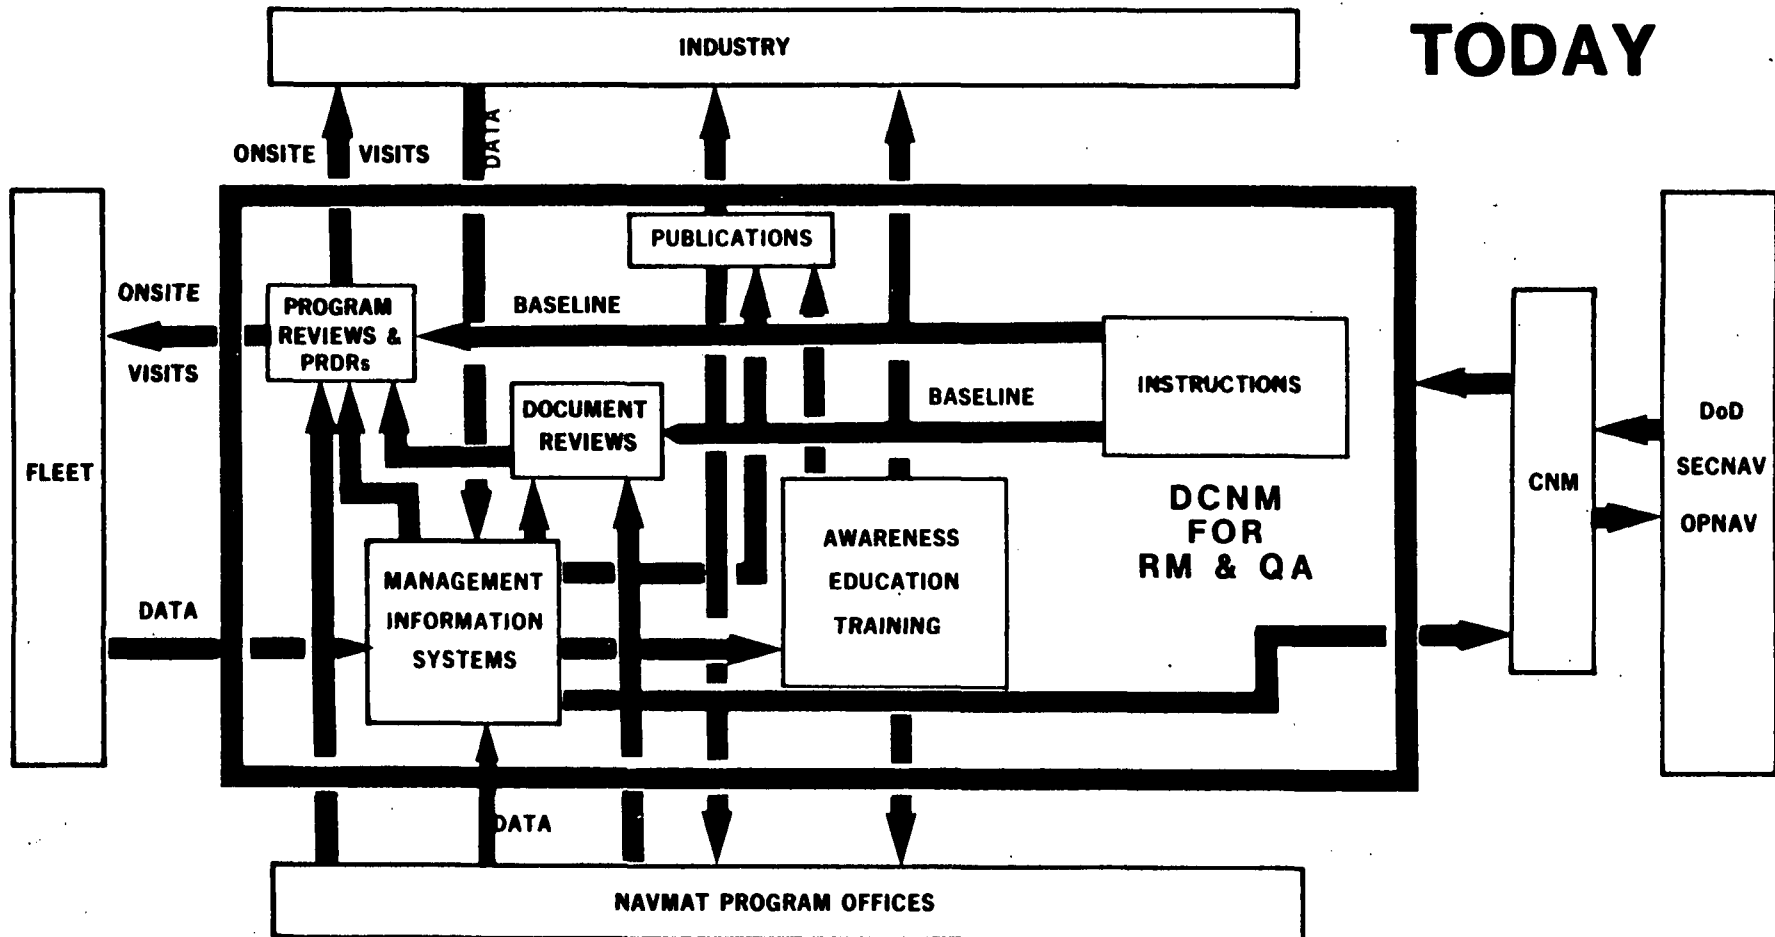 TODAY
INDUSTRY
DATA
ONSITE VISITS
PUBLICATIONS
ONSITE
VISITS
PROGRAM
REVIEWS &
PRDRs
BASELINE
INSTRUCTIONS
DOCUMENT
REVIEWS
BASELINE
FLEET
DoD
SECNAV
OPNAV
CNM
DCNM
FOR
RM & QA
AWARENESS
EDUCATION
TRAINING
MANAGEMENT
INFORMATION
SYSTEMS
DATA
DATA
NAVMAT PROGRAM OFFICES